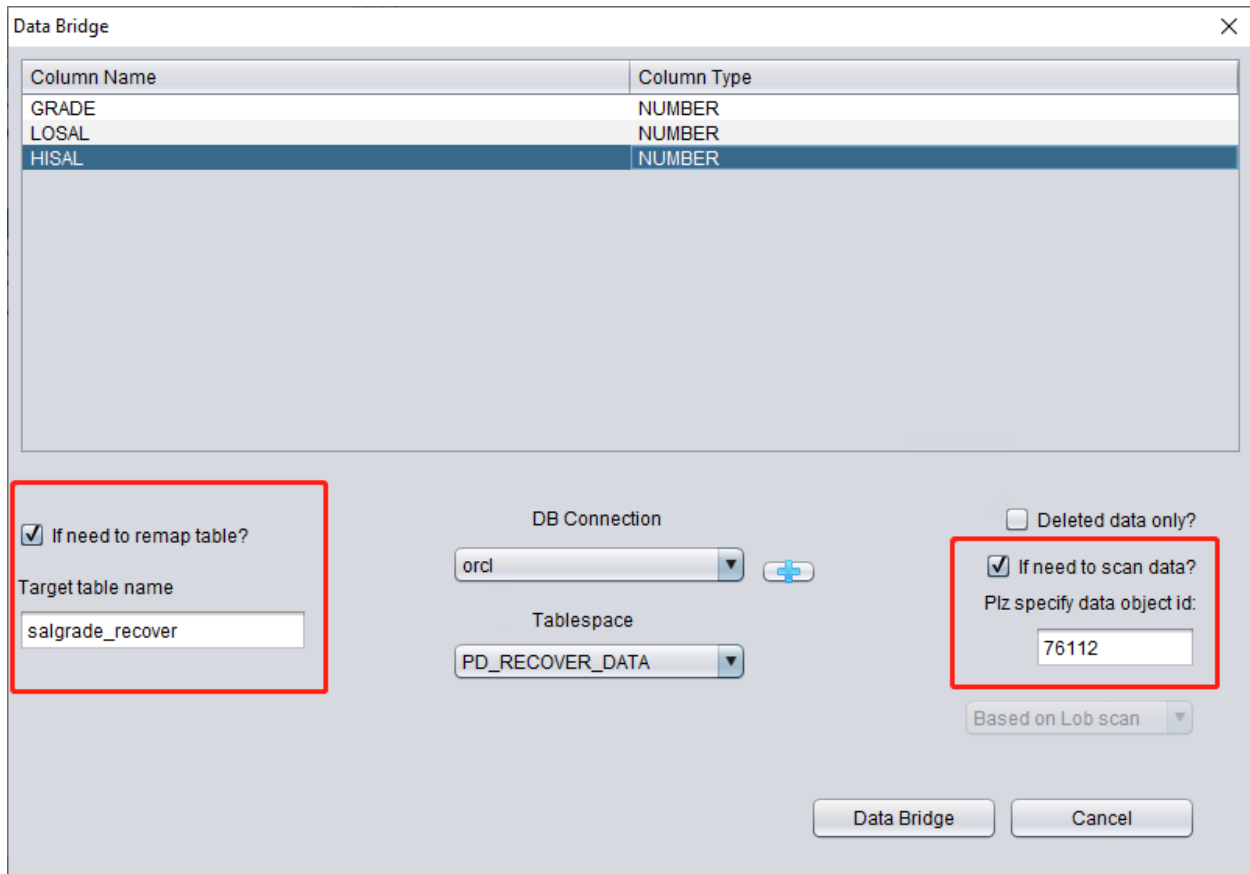 Data Bridge
Column Name Column Type
GRADE NUMBER
LOSAL NUMBER
HISAL NUMBER
If need to remap table?
Target table name
salgrade_recover
DB Connection
orcl
Tablespace
PD_RECOVER_DATA
Deleted data only?
If need to scan data?
Plz specify data object id:
76112
Based on Lob scan
Data Bridge Cancel